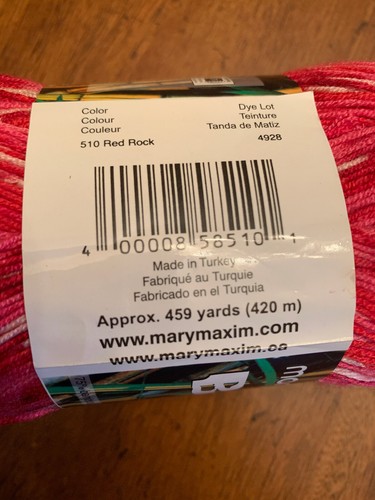 Color
Colour
Couleur
510 Red Rock
Dye Lot
Teinture
Tanda de Matiz
4928
4 00008 58510 1
Made in Turkey
Fabriqué au Turquie
Fabricado en el Turquia
Approx. 459 yards (420 m)
www.marymaxim.com
www.marymaxim.ca